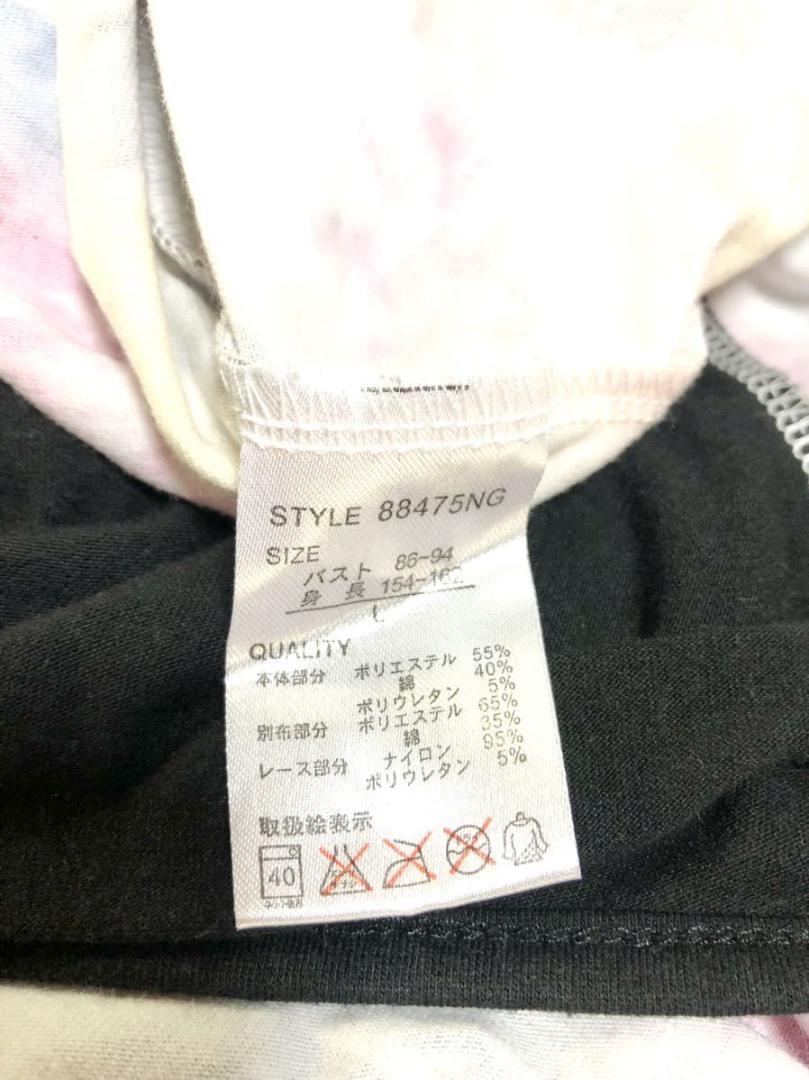 STYLE 88475NG
SIZE
バスト 86-94
身 長 154-162
L
QUALITY
本体部分 ポリエステル 55%
綿 40%
ポリウレタン 5%
別布部分 ポリエステル 65%
綿 35%
レース部分 ナイロン 95%
ポリウレタン 5%
取扱絵表示
40